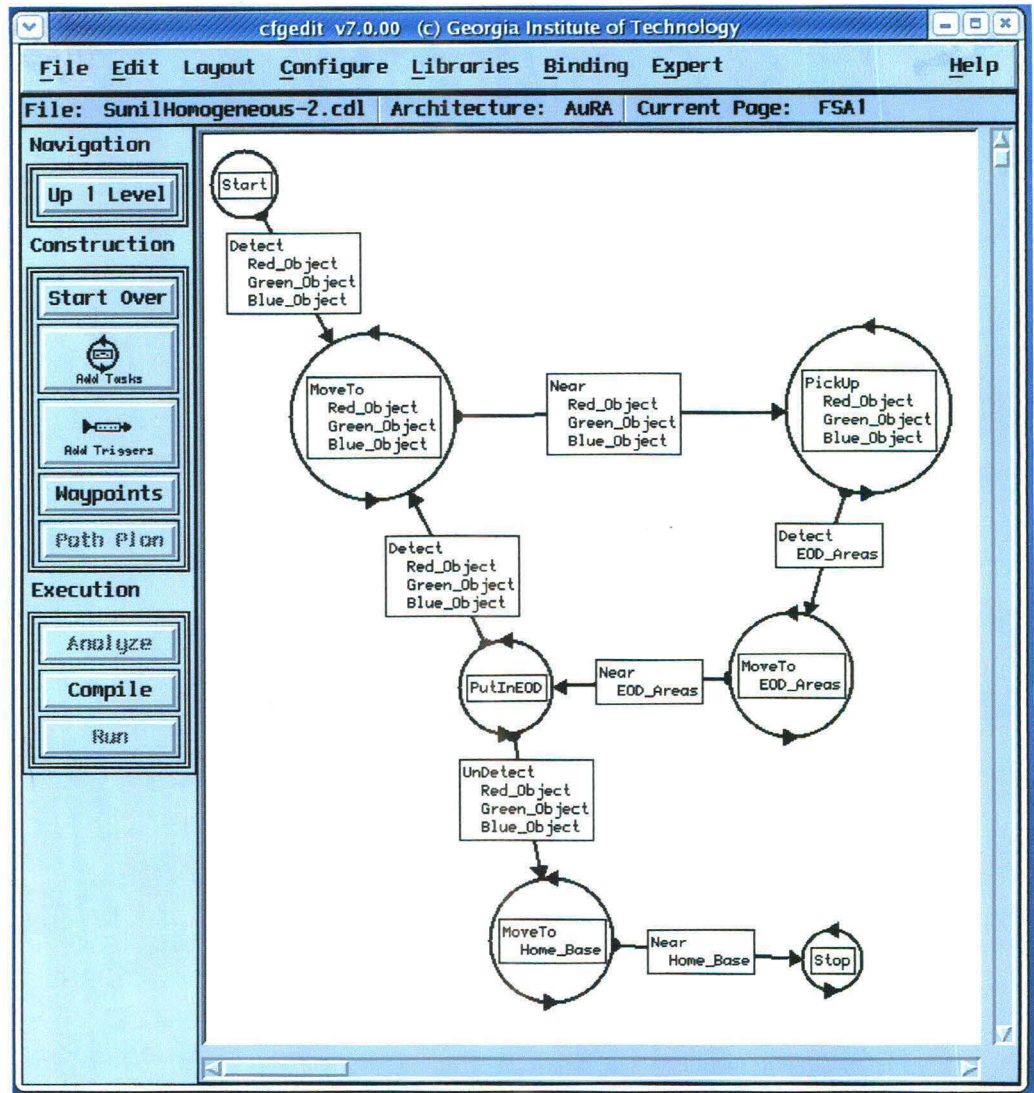 cfgedit v7.0.00 (c) Georgia Institute of Technology
File Edit Layout Configure Libraries Binding Expert Help
File: SunilHomogeneous-2.cdl Architecture: AuRA Current Page: FSA1
Navigation
Up 1 Level
Construction
Start Over
Add Tasks
Add Triggers
Waypoints
Path Plan
Execution
Analyze
Compile
Run
Start
Detect
Red_Object
Green_Object
Blue_Object
MoveTo
Red_Object
Green_Object
Blue_Object
Near
Red_Object
Green_Object
Blue_Object
PickUp
Red_Object
Green_Object
Blue_Object
Detect
EOD_Areas
MoveTo
EOD_Areas
Near
EOD_Areas
PutInEOD
Detect
Red_Object
Green_Object
Blue_Object
UnDetect
Red_Object
Green_Object
Blue_Object
MoveTo
Home_Base
Near
Home_Base
Stop